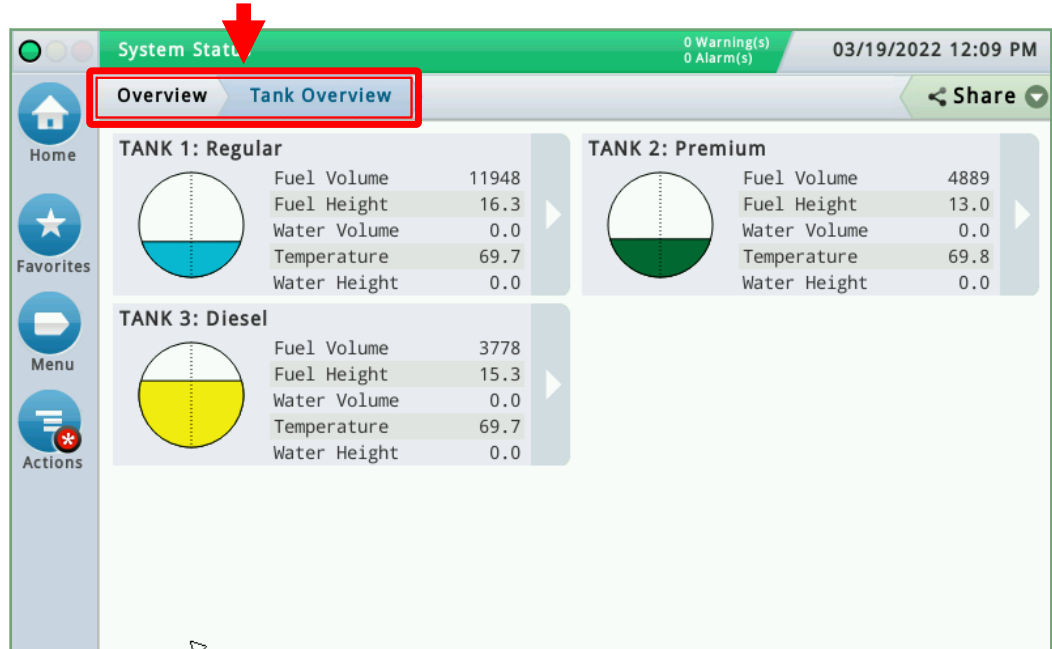 System Stat
0 Warning(s)
0 Alarm(s)
03/19/2022 12:09 PM
Overview
Tank Overview
Share
Home
Favorites
Menu
Actions
TANK 1: Regular
Fuel Volume 11948
Fuel Height 16.3
Water Volume 0.0
Temperature 69.7
Water Height 0.0
TANK 2: Premium
Fuel Volume 4889
Fuel Height 13.0
Water Volume 0.0
Temperature 69.8
Water Height 0.0
TANK 3: Diesel
Fuel Volume 3778
Fuel Height 15.3
Water Volume 0.0
Temperature 69.7
Water Height 0.0